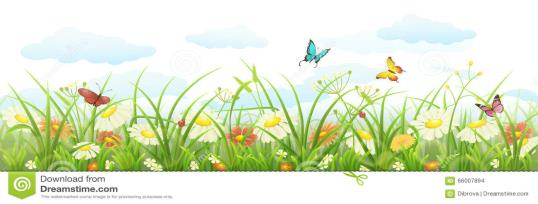 Download from
Dreamstime.com
This watermarked comp image is for previewing purposes only.
66007894
Dibrova | Dreamstime.com